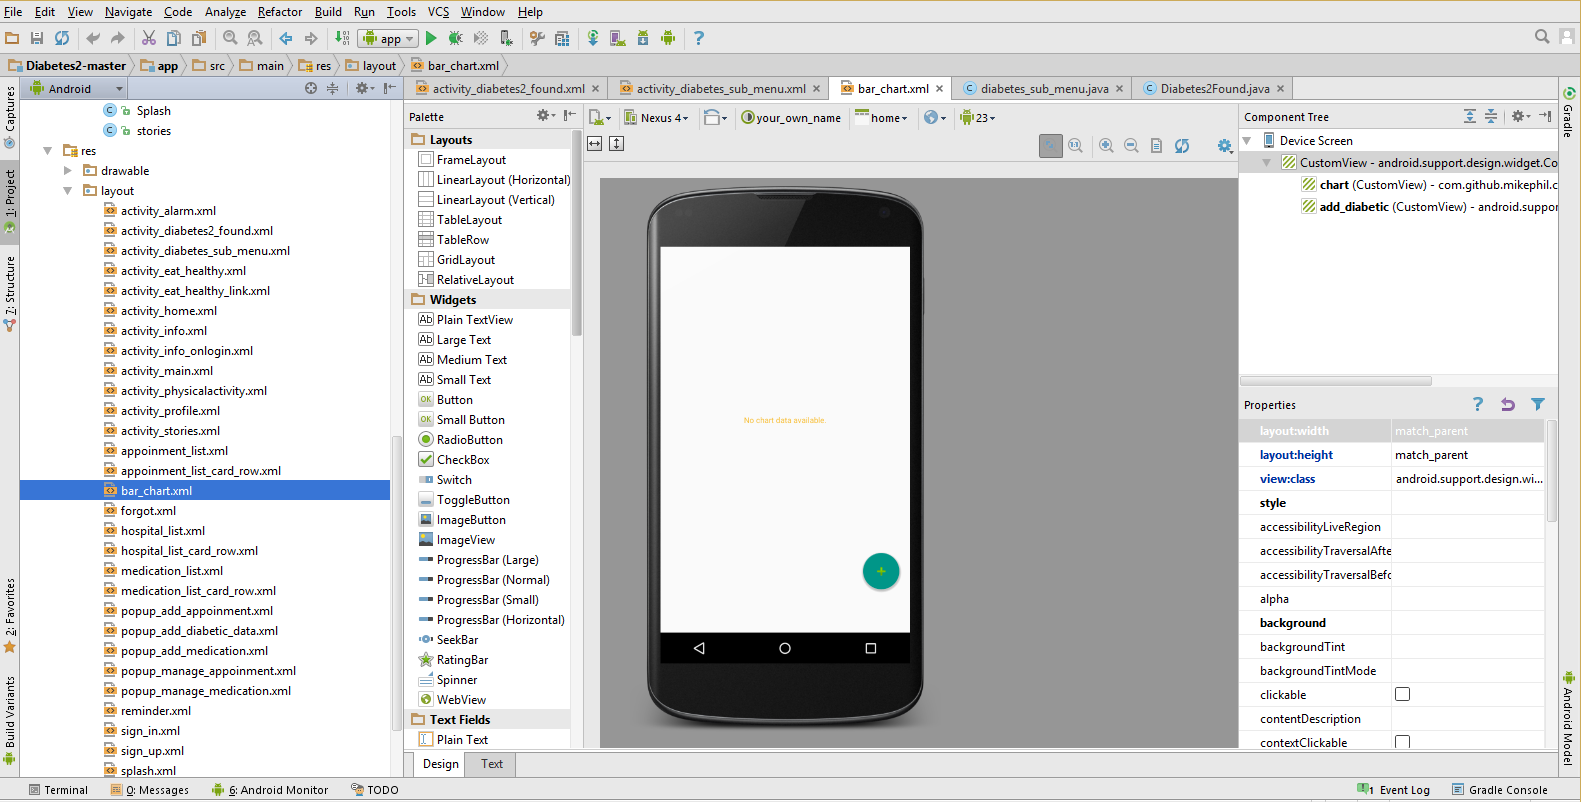 File Edit View Navigate Code Analyze Refactor Build Run Tools VCS Window Help
app
Diabetes2-master app src main res layout bar_chart.xml
Android
activity_diabetes2_found.xml activity_diabetes_sub_menu.xml bar_chart.xml diabetes_sub_menu.java Diabetes2Found.java
Captures
1: Project
7: Structure
2: Favorites
Build Variants
Splash
stories
res
drawable
layout
activity_alarm.xml
activity_diabetes2_found.xml
activity_diabetes_sub_menu.xml
activity_eat_healthy.xml
activity_eat_healthy_link.xml
activity_home.xml
activity_info.xml
activity_info_onlogin.xml
activity_main.xml
activity_physicalactivity.xml
activity_profile.xml
activity_stories.xml
appoinment_list.xml
appoinment_list_card_row.xml
bar_chart.xml
forgot.xml
hospital_list.xml
hospital_list_card_row.xml
medication_list.xml
medication_list_card_row.xml
popup_add_appoinment.xml
popup_add_diabetic_data.xml
popup_add_medication.xml
popup_manage_appoinment.xml
popup_manage_medication.xml
reminder.xml
sign_in.xml
sign_up.xml
splash.xml
Palette
Layouts
FrameLayout
LinearLayout (Horizontal)
LinearLayout (Vertical)
TableLayout
TableRow
GridLayout
RelativeLayout
Widgets
Ab Plain TextView
Ab Large Text
Ab Medium Text
Ab Small Text
OK Button
OK Small Button
RadioButton
CheckBox
Switch
ToggleButton
ImageButton
ImageView
ProgressBar (Large)
ProgressBar (Normal)
ProgressBar (Small)
ProgressBar (Horizontal)
SeekBar
RatingBar
Spinner
WebView
Text Fields
Plain Text
Nexus 4 your_own_name home 23
No chart data available
Design Text
Component Tree
Device Screen
CustomView - android.support.design.widget.Co
chart (CustomView) - com.github.mikephil.c
add_diabetic (CustomView) - android.suppor
Properties
layout:width match_parent
layout:height match_parent
view:class android.support.design.wi...
style
accessibilityLiveRegion
accessibilityTraversalAfte
accessibilityTraversalBefo
alpha
background
backgroundTint
backgroundTintMode
clickable
contentDescription
contextClickable
Gradle
Android Model
Terminal 0: Messages 6: Android Monitor TODO 1 Event Log Gradle Console